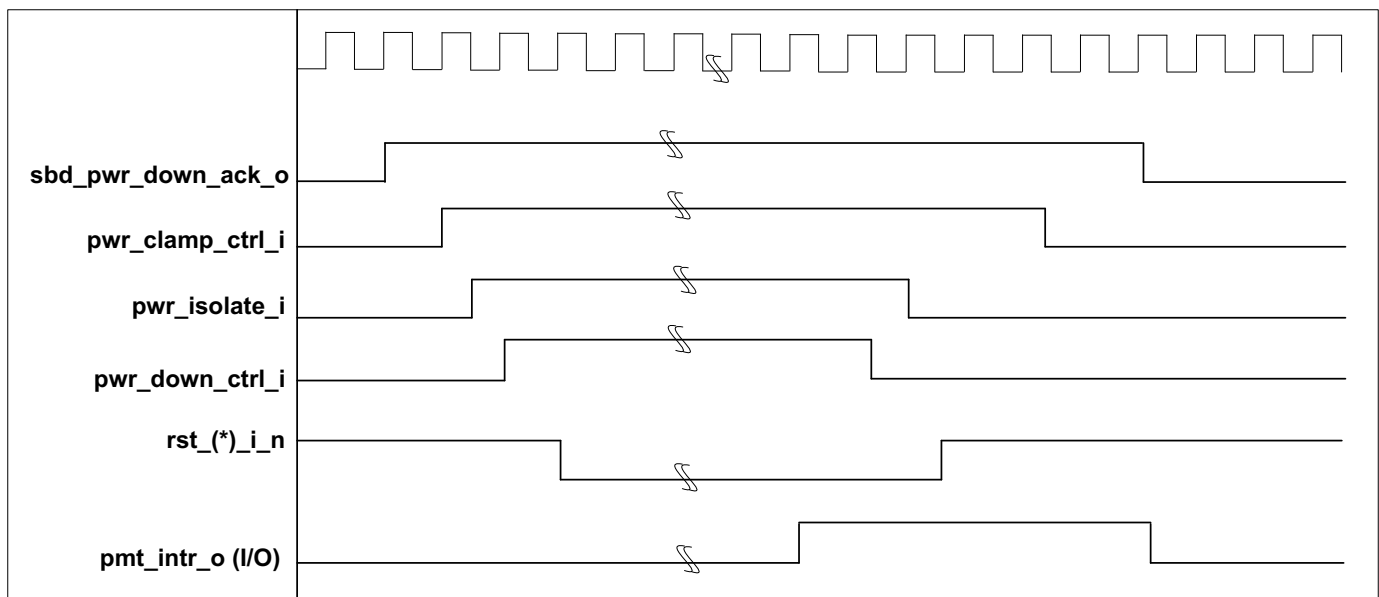 sbd_pwr_down_ack_o
pwr_clamp_ctrl_i
pwr_isolate_i
pwr_down_ctrl_i
rst_(*)_i_n
pmt_intr_o (I/O)